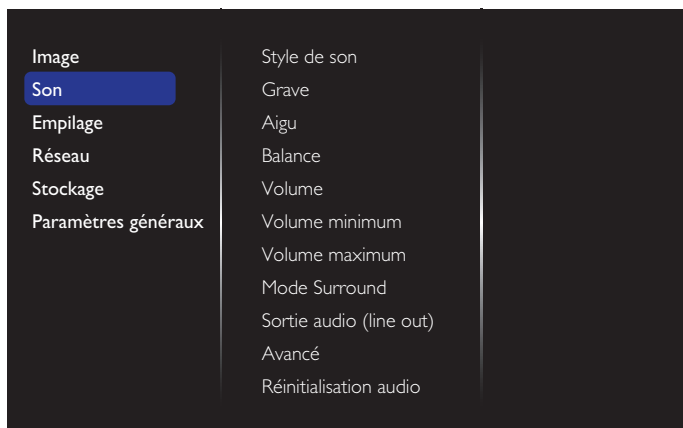 Image
Son
Empilage
Réseau
Stockage
Paramètres généraux
Style de son
Grave
Aigu
Balance
Volume
Volume minimum
Volume maximum
Mode Surround
Sortie audio (line out)
Avancé
Réinitialisation audio